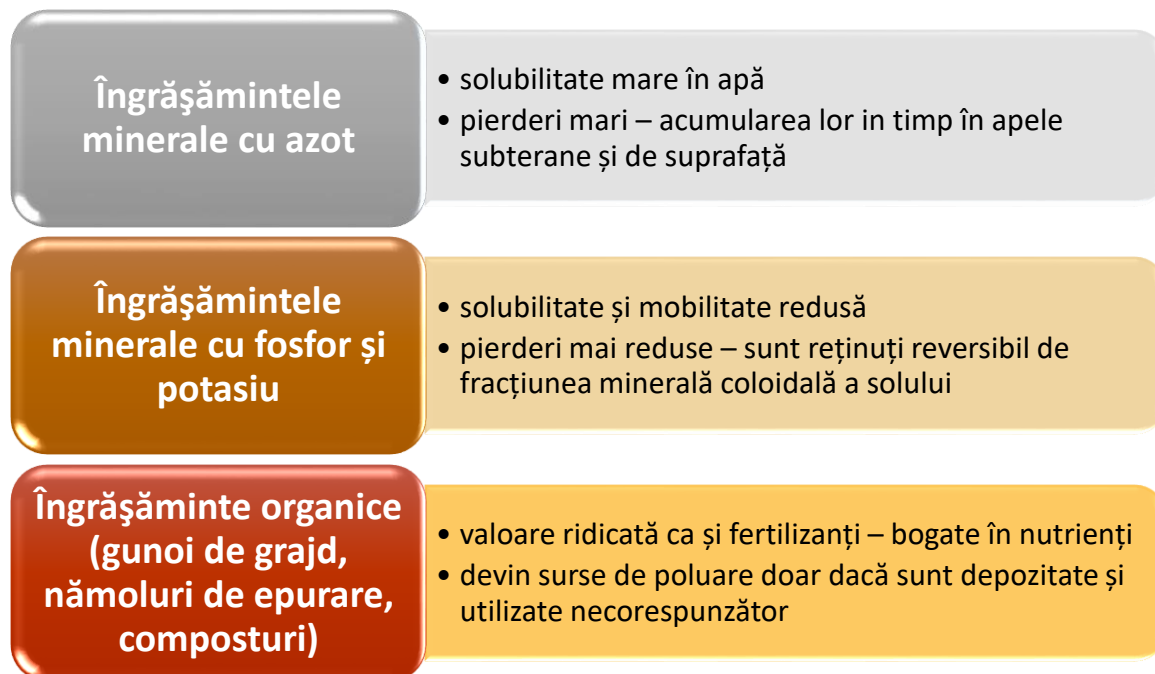 Îngrăşămintele
minerale cu azot
• solubilitate mare în apă
• pierderi mari – acumularea lor in timp în apele
subterane și de suprafață
Îngrăşămintele
minerale cu fosfor și
potasiu
• solubilitate și mobilitate redusă
• pierderi mai reduse – sunt reținuți reversibil de
fracțiunea minerală coloidală a solului
Îngrăşăminte organice
(gunoi de grajd,
nămoluri de epurare,
composturi)
• valoare ridicată ca și fertilizanți – bogate în nutrienți
• devin surse de poluare doar dacă sunt depozitate și
utilizate necorespunzător